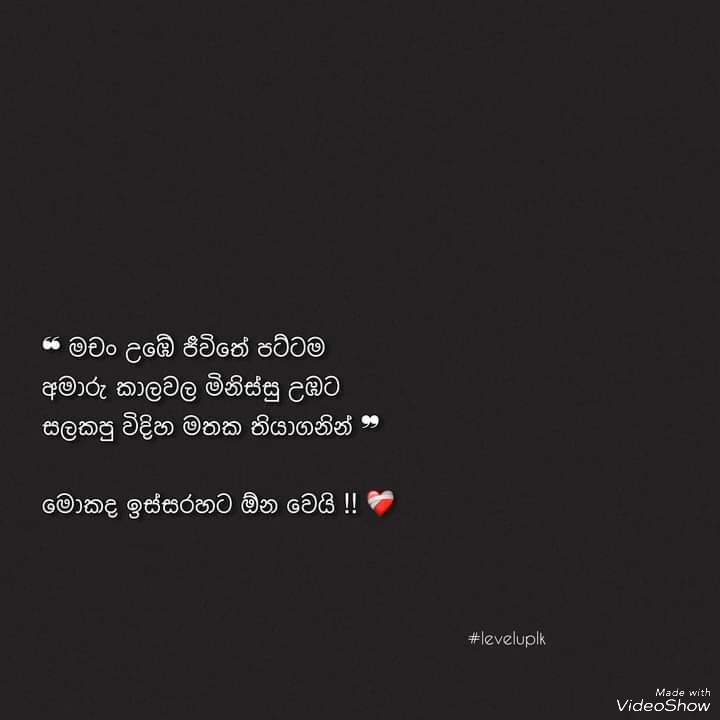 ❝ මචං උඹේ ජීවිතේ පට්ටම
අමාරු කාලවල මිනිස්සු උඹට
සලකපු විදිහ මතක තියාගනින් ❞
මොකද ඉස්සරහට ඕන වෙයි !! ❤️‍🩹
#leveluplk
Made with
VideoShow